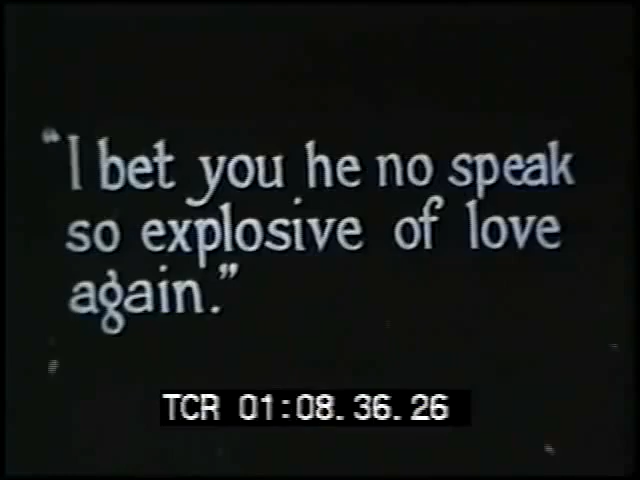 “I bet you he no speak
so explosive of love
again.”
TCR 01:08.36.26